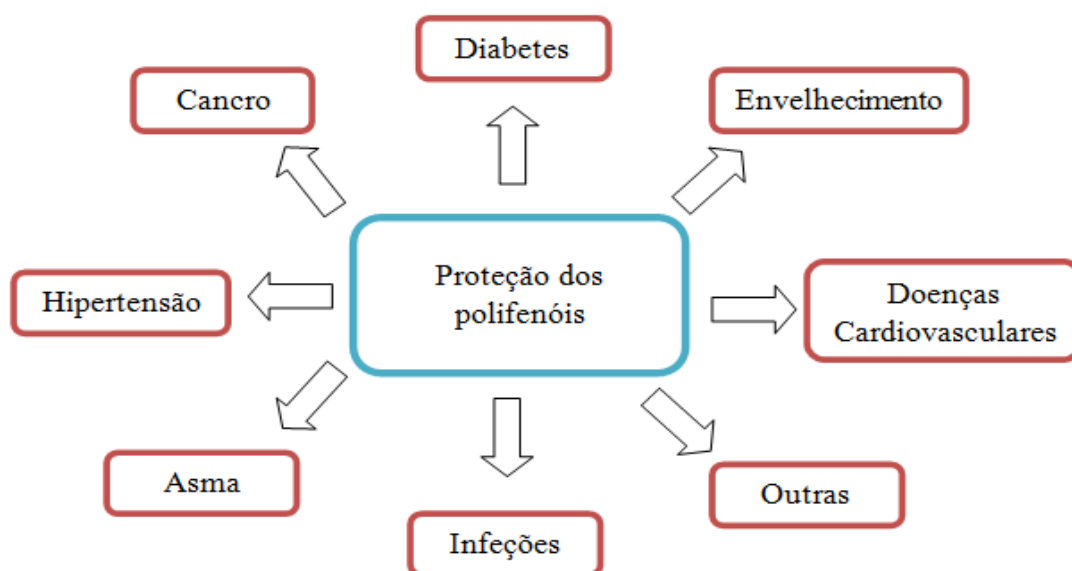 Diabetes
Cancro
Envelhecimento
Proteção dos
polifenóis
Hipertensão
Doenças
Cardiovasculares
Asma
Outras
Infeções